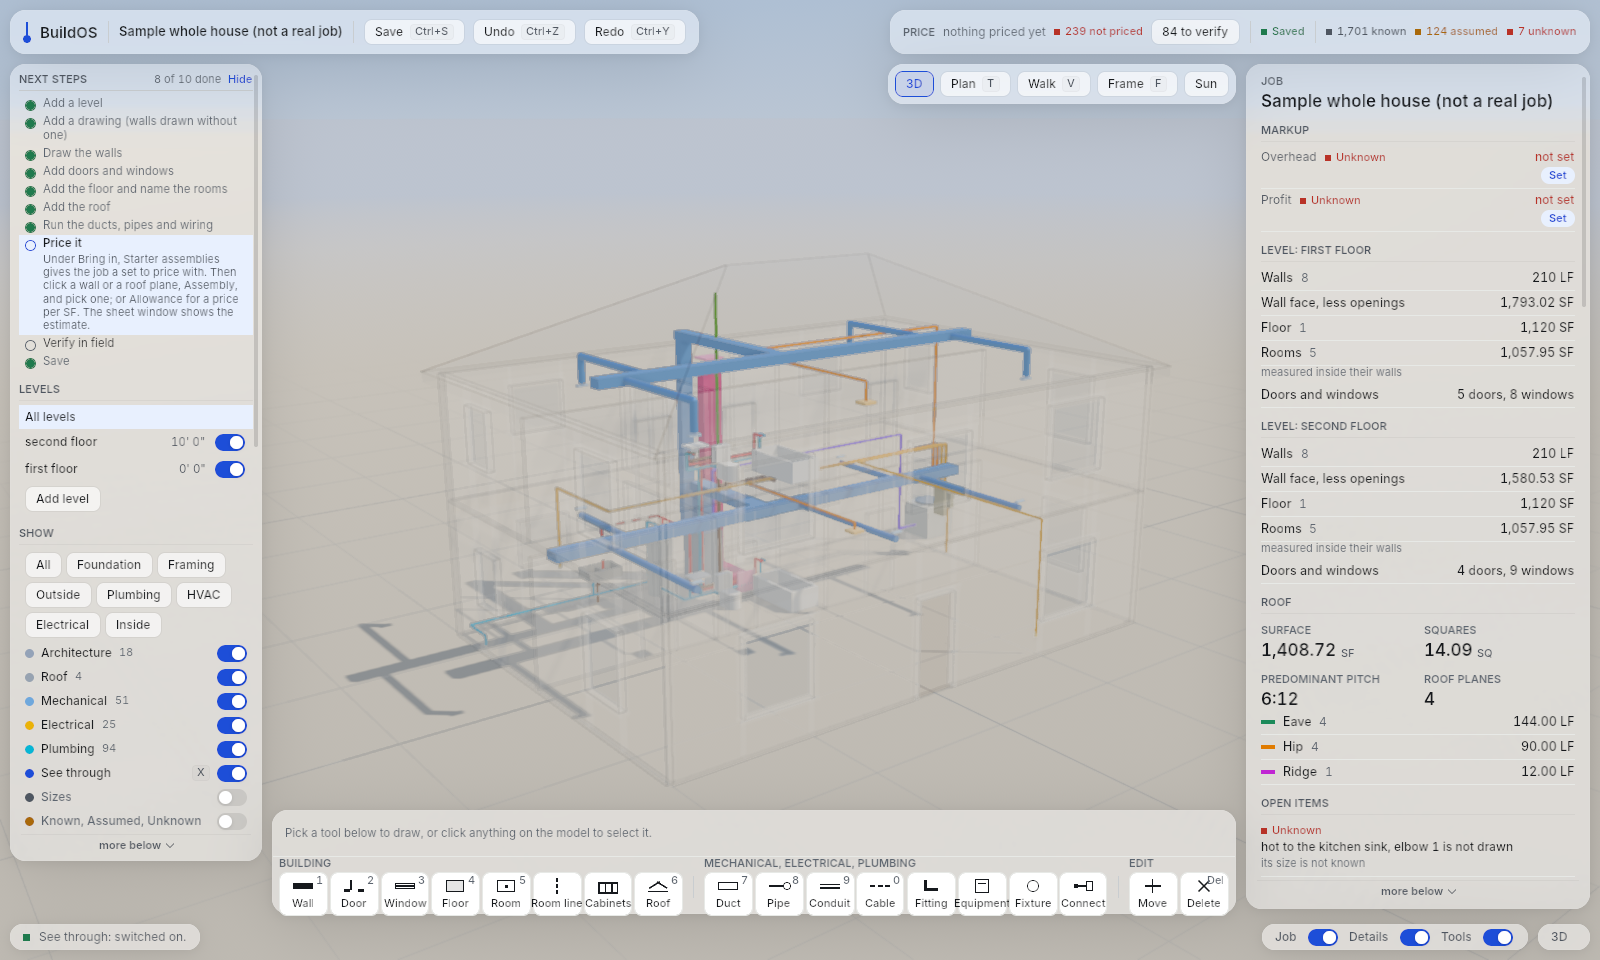 BuildOS
Sample whole house (not a real job)
Save Ctrl+S
Undo Ctrl+Z
Redo Ctrl+Y
PRICE nothing priced yet 239 not priced
84 to verify
Saved
1,701 known 124 assumed 7 unknown
NEXT STEPS 8 of 10 done Hide
Add a level
Add a drawing (walls drawn without
one)
Draw the walls
Add doors and windows
Add the floor and name the rooms
Add the roof
Run the ducts, pipes and wiring
Price it
Under Bring in, Starter assemblies
gives the job a set to price with. Then
click a wall or a roof plane, Assembly,
and pick one; or Allowance for a price
per SF. The sheet window shows the
estimate.
Verify in field
Save
LEVELS
All levels
second floor 10' 0"
first floor 0' 0"
Add level
SHOW
All Foundation Framing
Outside Plumbing HVAC
Electrical Inside
Architecture 18
Roof 4
Mechanical 51
Electrical 25
Plumbing 94
See through X
Sizes
Known, Assumed, Unknown
more below
See through: switched on.
3D
Plan T
Walk V
Frame F
Sun
Pick a tool below to draw, or click anything on the model to select it.
BUILDING
1 Wall
2 Door
3 Window
4 Floor
5 Room
Room line
Cabinets
6 Roof
MECHANICAL, ELECTRICAL, PLUMBING
7 Duct
8 Pipe
9 Conduit
0 Cable
Fitting
Equipment
Fixture
Connect
EDIT
Move
Del Delete
JOB
Sample whole house (not a real job)
MARKUP
Overhead Unknown not set
Set
Profit Unknown not set
Set
LEVEL: FIRST FLOOR
Walls 8 210 LF
Wall face, less openings 1,793.02 SF
Floor 1 1,120 SF
Rooms 5 1,057.95 SF
measured inside their walls
Doors and windows 5 doors, 8 windows
LEVEL: SECOND FLOOR
Walls 8 210 LF
Wall face, less openings 1,580.53 SF
Floor 1 1,120 SF
Rooms 5 1,057.95 SF
measured inside their walls
Doors and windows 4 doors, 9 windows
ROOF
SURFACE SQUARES
1,408.72 SF 14.09 SQ
PREDOMINANT PITCH ROOF PLANES
6:12 4
Eave 4 144.00 LF
Hip 4 90.00 LF
Ridge 1 12.00 LF
OPEN ITEMS
Unknown
hot to the kitchen sink, elbow 1 is not drawn
its size is not known
more below
Job Details Tools 3D